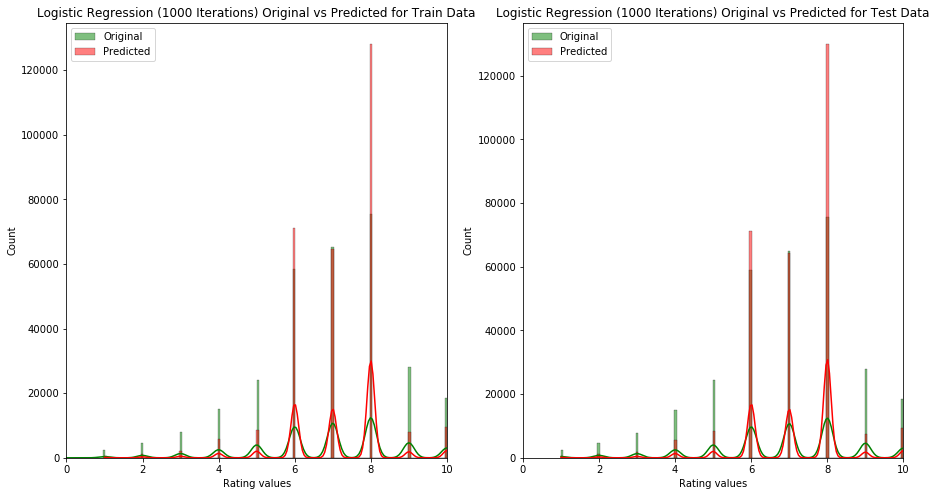 Logistic Regression (1000 Iterations) Original vs Predicted for Train Data
Original
Predicted
120000
100000
80000
60000
40000
20000
0
Count
0 2 4 6 8 10
Rating values
Logistic Regression (1000 Iterations) Original vs Predicted for Test Data
Original
Predicted
120000
100000
80000
60000
40000
20000
0
Count
0 2 4 6 8 10
Rating values